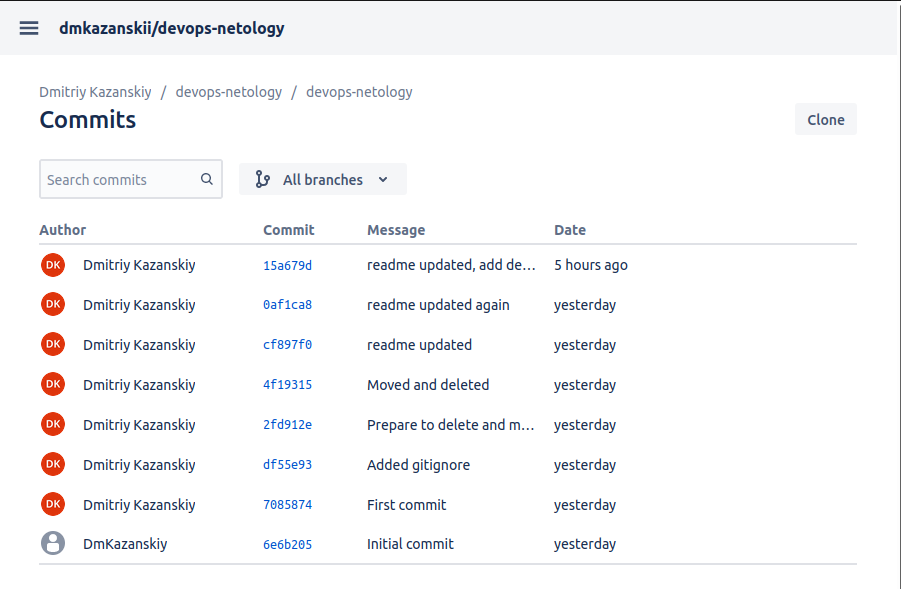 dmkazanskii/devops-netology
Dmitriy Kazanskiy / devops-netology / devops-netology
Commits
Clone
Search commits
All branches
Author Commit Message Date
DK Dmitriy Kazanskiy 15a679d readme updated, add de... 5 hours ago
DK Dmitriy Kazanskiy 0af1ca8 readme updated again yesterday
DK Dmitriy Kazanskiy cf897f0 readme updated yesterday
DK Dmitriy Kazanskiy 4f19315 Moved and deleted yesterday
DK Dmitriy Kazanskiy 2fd912e Prepare to delete and m... yesterday
DK Dmitriy Kazanskiy df55e93 Added gitignore yesterday
DK Dmitriy Kazanskiy 7085874 First commit yesterday
DmKazanskiy 6e6b205 Initial commit yesterday